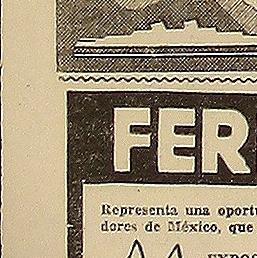 FER
Representa una oportu
dores de México, que